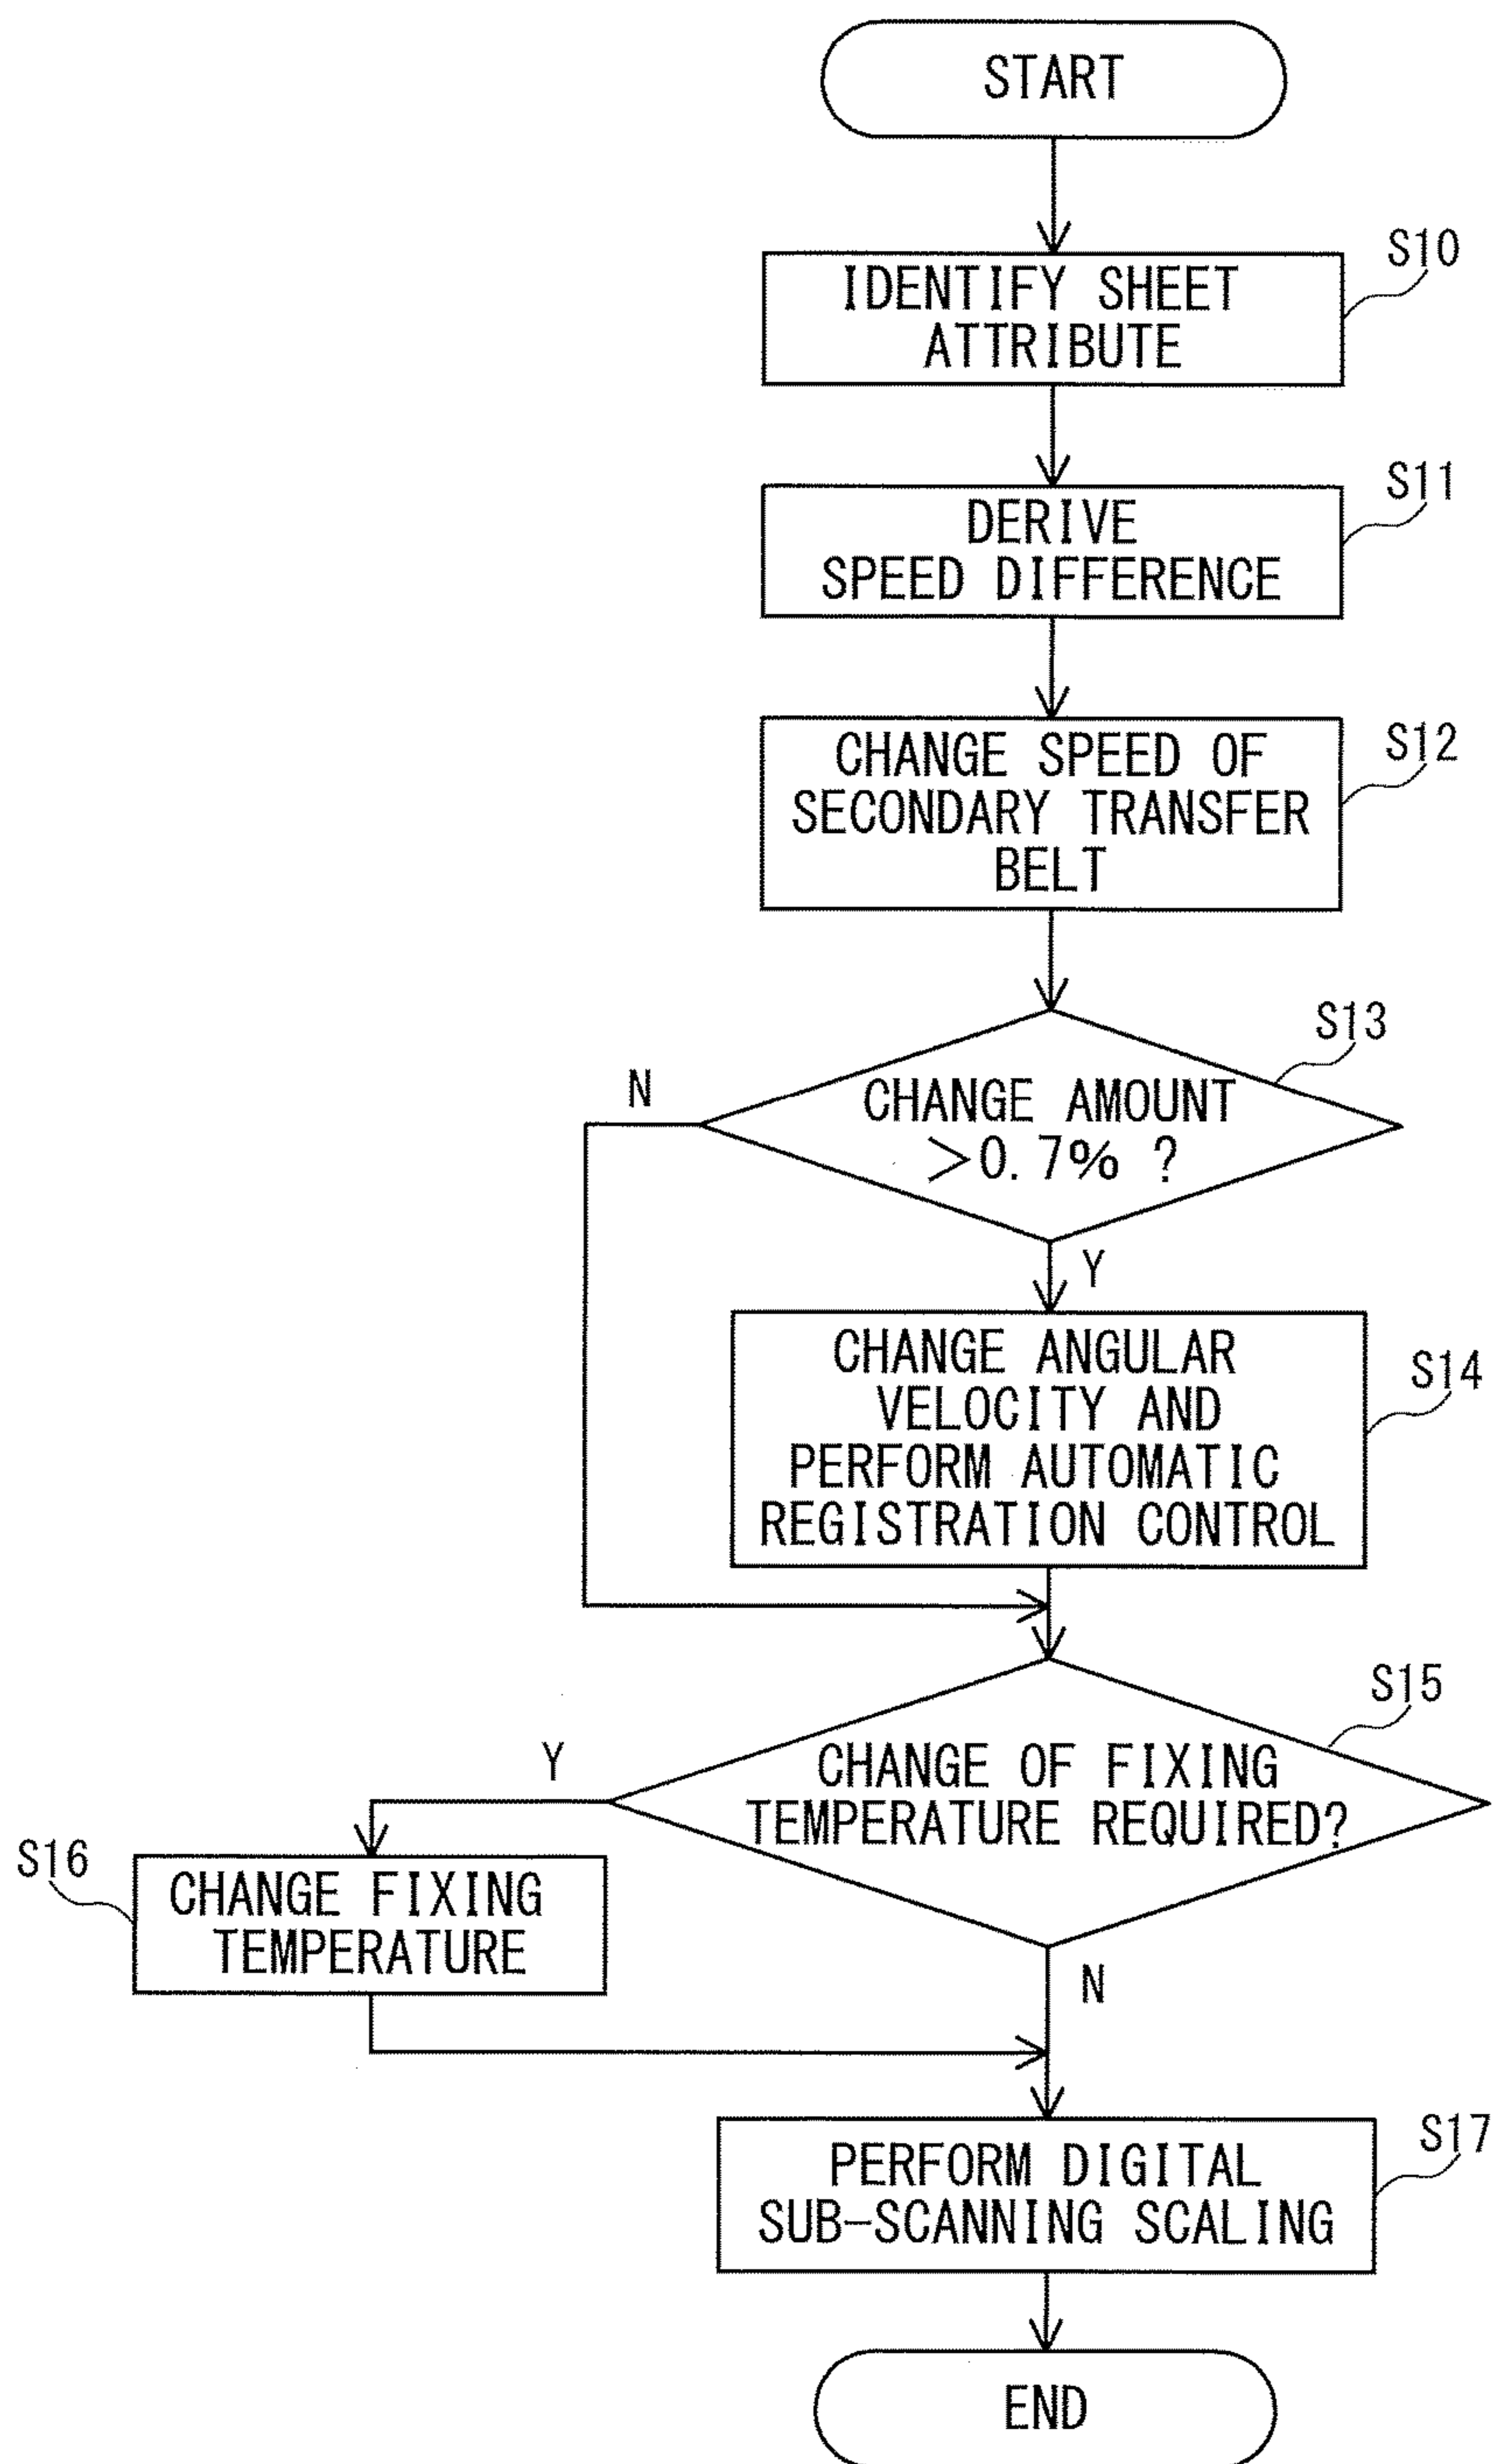 START
S10
IDENTIFY SHEET
ATTRIBUTE
S11
DERIVE
SPEED DIFFERENCE
S12
CHANGE SPEED OF
SECONDARY TRANSFER
BELT
S13
N
CHANGE AMOUNT
>0.7% ?
Y
S14
CHANGE ANGULAR
VELOCITY AND
PERFORM AUTOMATIC
REGISTRATION CONTROL
S15
Y
CHANGE OF FIXING
TEMPERATURE REQUIRED?
S16
CHANGE FIXING
TEMPERATURE
N
S17
PERFORM DIGITAL
SUB-SCANNING SCALING
END